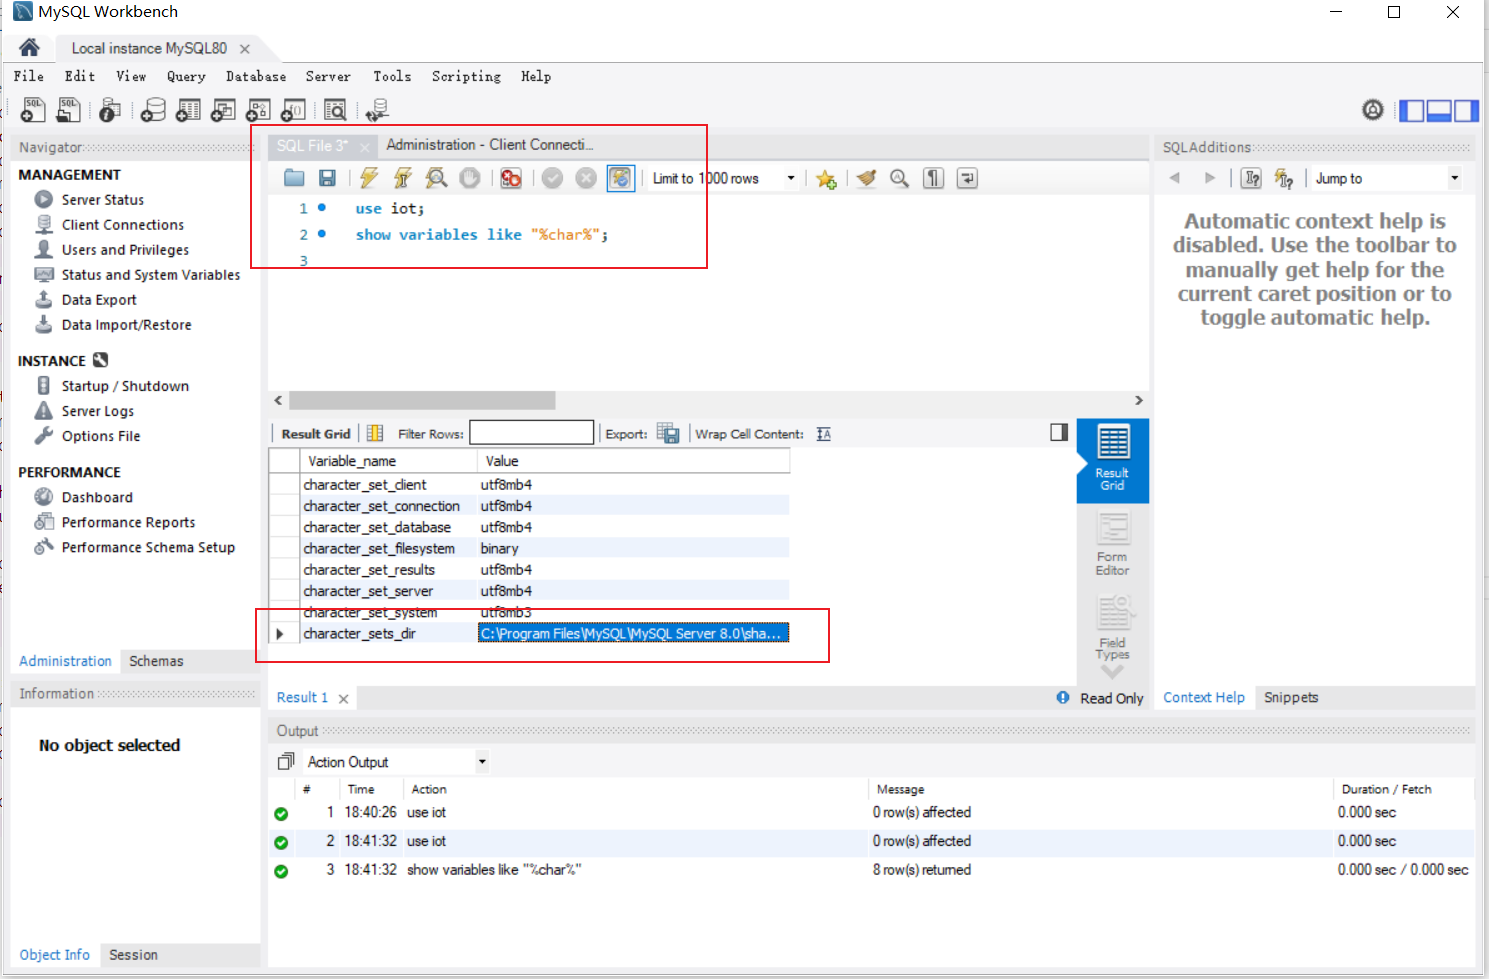 MySQL Workbench
Local instance MySQL80
File Edit View Query Database Server Tools Scripting Help
Navigator
MANAGEMENT
Server Status
Client Connections
Users and Privileges
Status and System Variables
Data Export
Data Import/Restore
INSTANCE
Startup / Shutdown
Server Logs
Options File
PERFORMANCE
Dashboard
Performance Reports
Performance Schema Setup
Administration Schemas
Information
No object selected
Object Info Session
SQL File 3* Administration - Client Connecti...
Limit to 1000 rows
1 use iot;
2 show variables like "%char%";
3
Result Grid Filter Rows: Export: Wrap Cell Content:
Variable_name Value
character_set_client utf8mb4
character_set_connection utf8mb4
character_set_database utf8mb4
character_set_filesystem binary
character_set_results utf8mb4
character_set_server utf8mb4
character_set_system utf8mb3
character_sets_dir C:\Program Files\MySQL\MySQL Server 8.0\sha...
Result Grid
Form Editor
Field Types
Result 1
Read Only
SQLAdditions
Jump to
Automatic context help is
disabled. Use the toolbar to
manually get help for the
current caret position or to
toggle automatic help.
Context Help Snippets
Output
Action Output
# Time Action Message Duration / Fetch
1 18:40:26 use iot 0 row(s) affected 0.000 sec
2 18:41:32 use iot 0 row(s) affected 0.000 sec
3 18:41:32 show variables like "%char%" 8 row(s) returned 0.000 sec / 0.000 sec